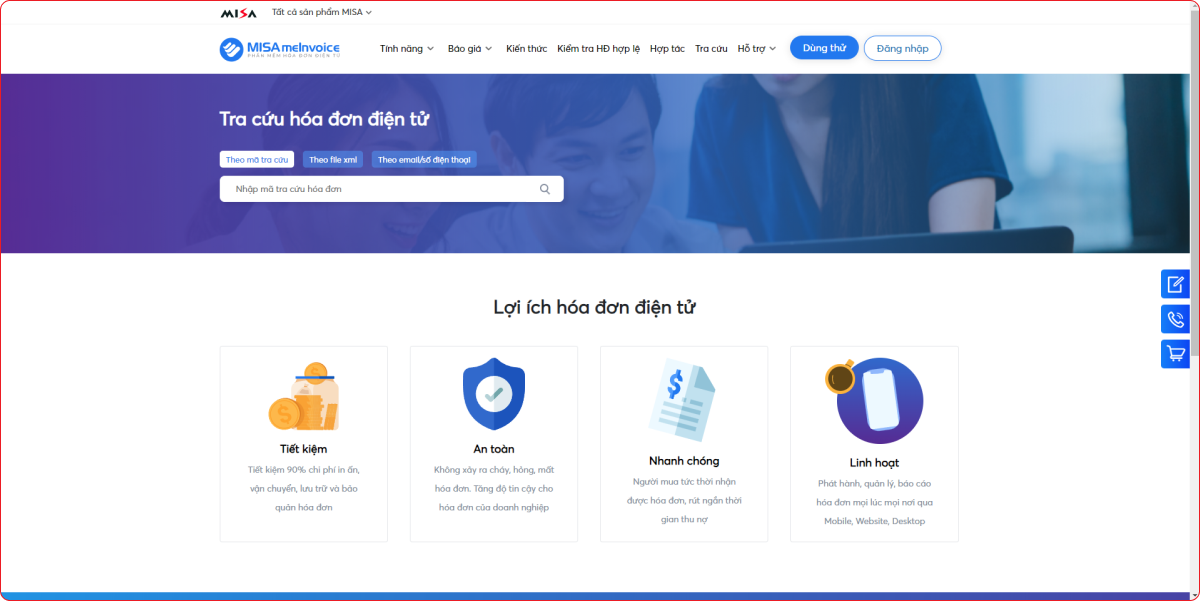 MISA Tất cả sản phẩm MISA
MISA meInvoice
PHẦN MỀM HÓA ĐƠN ĐIỆN TỬ
Tính năng Báo giá Kiến thức Kiểm tra HĐ hợp lệ Hợp tác Tra cứu Hỗ trợ Dùng thử Đăng nhập
Tra cứu hóa đơn điện tử
Theo mã tra cứu Theo file xml Theo email/số điện thoại
Nhập mã tra cứu hóa đơn
Lợi ích hóa đơn điện tử
Tiết kiệm
Tiết kiệm 90% chi phí in ấn,
vận chuyển, lưu trữ và bảo
quản hóa đơn
An toàn
Không xảy ra cháy, hỏng, mất
hóa đơn. Tăng độ tin cậy cho
hóa đơn của doanh nghiệp
Nhanh chóng
Người mua tức thời nhận
được hóa đơn, rút ngắn thời
gian thu nợ
Linh hoạt
Phát hành, quản lý, báo cáo
hóa đơn mọi lúc mọi nơi qua
Mobile, Website, Desktop